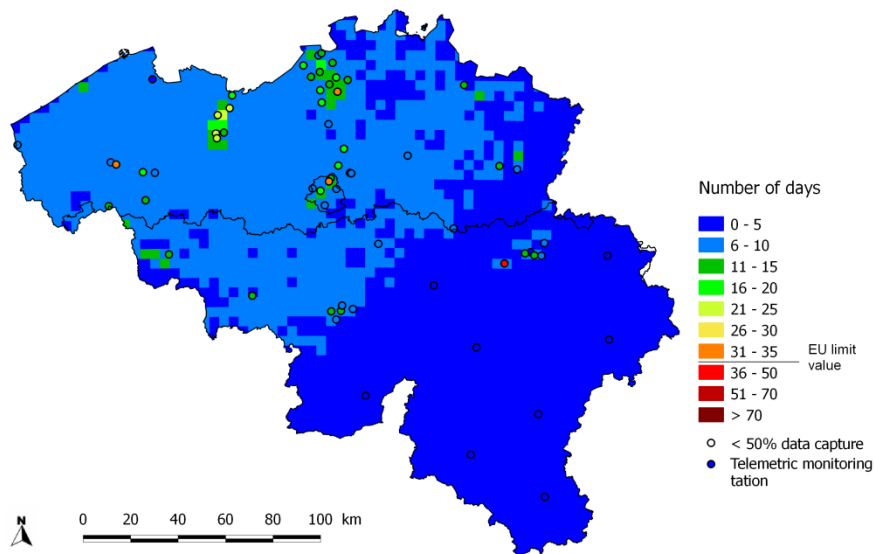 Number of days
0 - 5
6 - 10
11 - 15
16 - 20
21 - 25
26 - 30
31 - 35
EU limit
value
36 - 50
51 - 70
> 70
< 50% data capture
Telemetric monitoring
tation
N
0 20 40 60 80 100 km